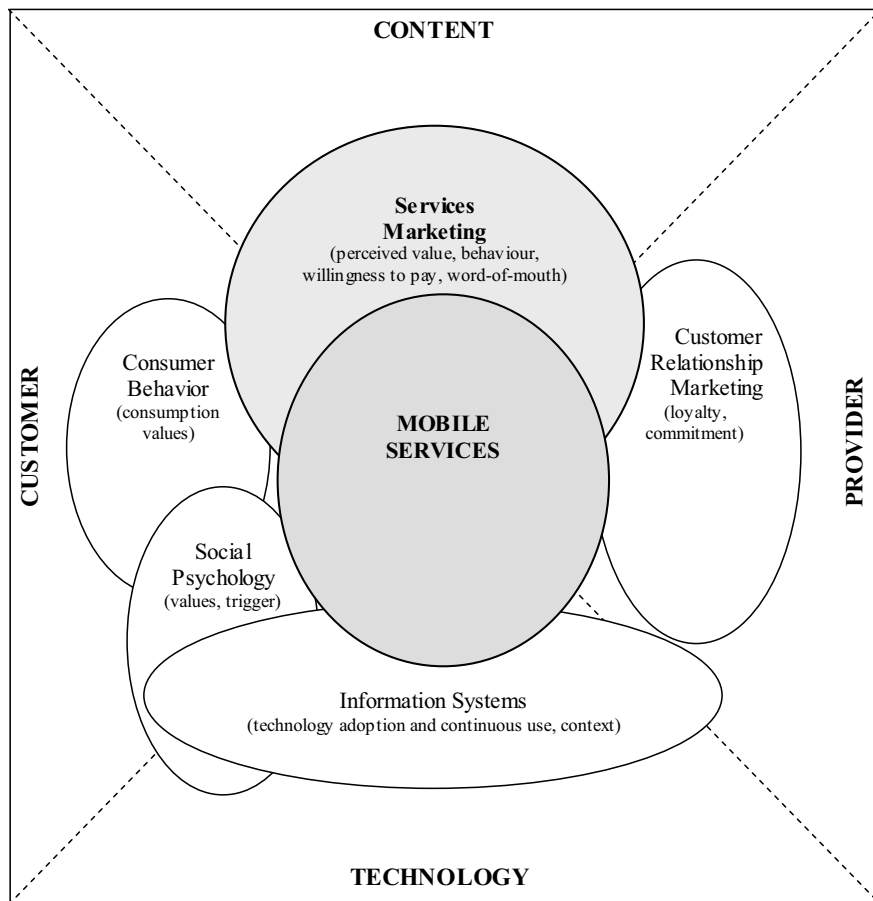 CONTENT
Services
Marketing
(perceived value, behaviour,
willingness to pay, word-of-mouth)
Consumer
Behavior
(consumption
values)
Customer
Relationship
Marketing
(loyalty,
commitment)
CUSTOMER
MOBILE
SERVICES
PROVIDER
Social
Psychology
(values, trigger)
Information Systems
(technology adoption and continuous use, context)
TECHNOLOGY